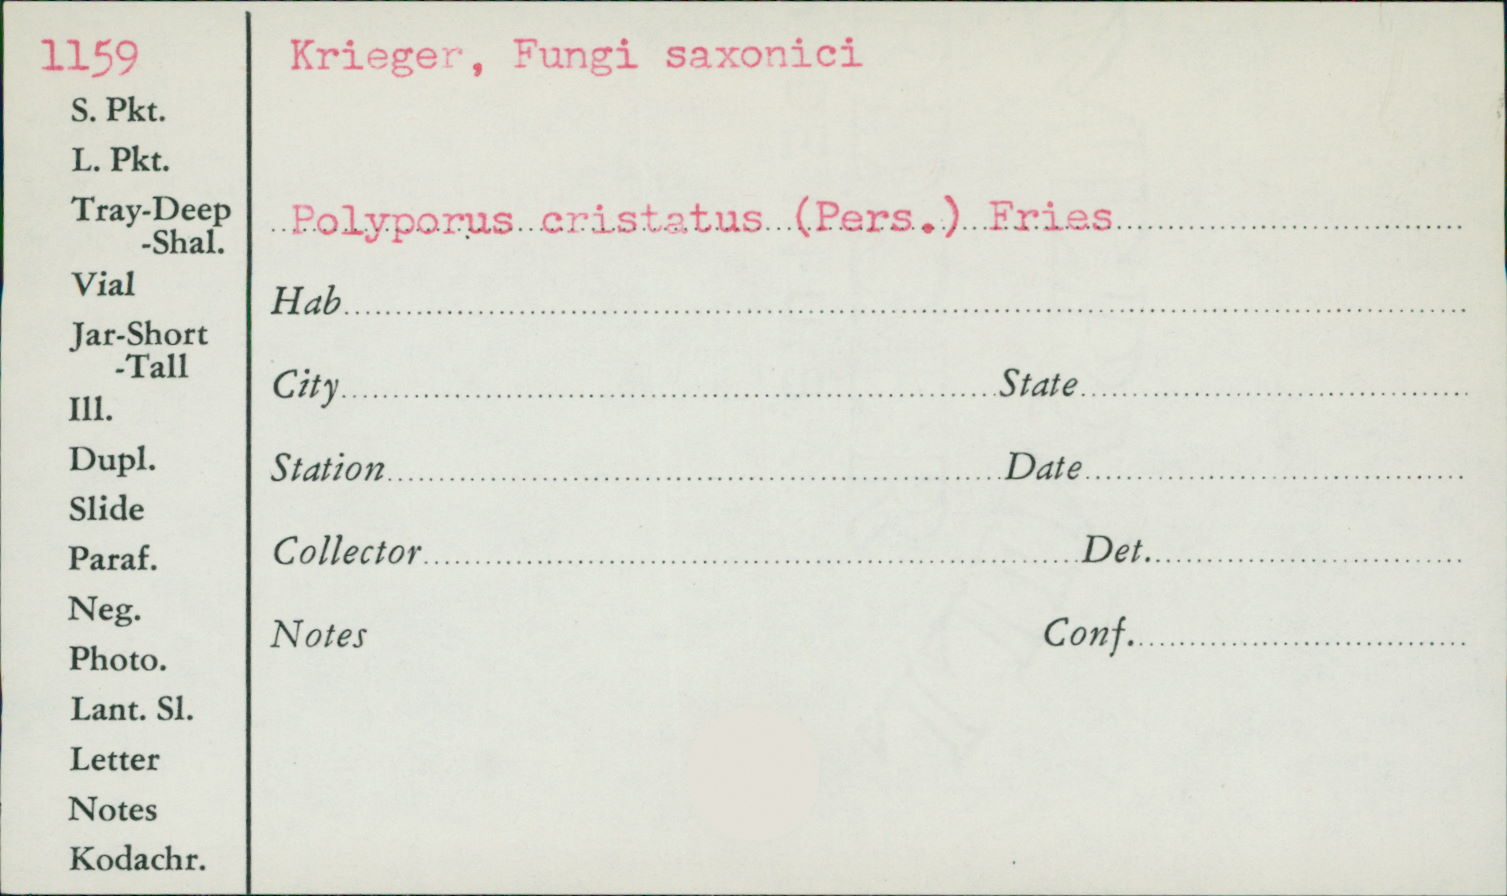 1159
Krieger, Fungi saxonici
S. Pkt.
L. Pkt.
Tray-Deep
-Shal.
Vial
Jar-Short
-Tall
Ill.
Dupl.
Slide
Paraf.
Neg.
Photo.
Lant. Sl.
Letter
Notes
Kodachr.
Polyporus cristatus (Pers.) Fries
Hab
City State
Station Date
Collector Det.
Notes Conf.